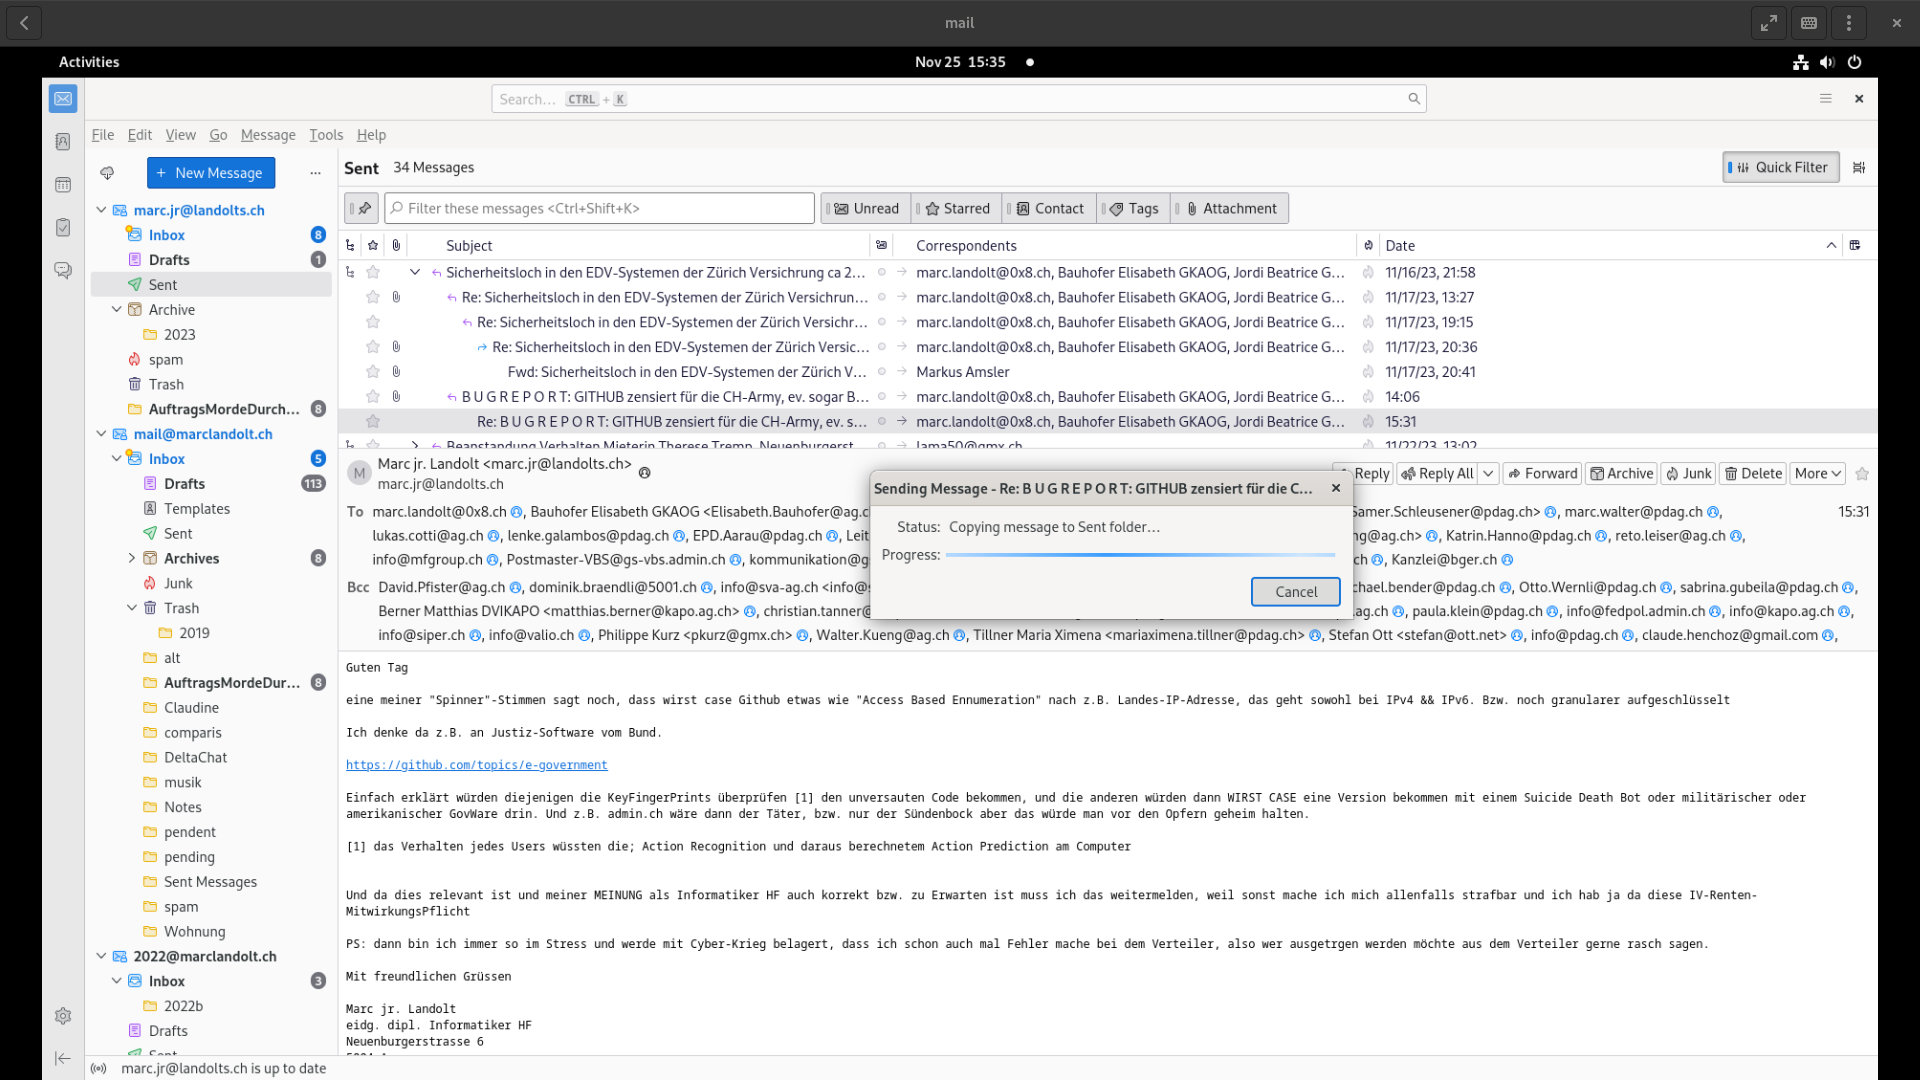 mail
Activities
Nov 25 15:35
Search… CTRL + K
File Edit View Go Message Tools Help
+ New Message
Sent 34 Messages
Quick Filter
Filter these messages <Ctrl+Shift+K>
Unread Starred Contact Tags Attachment
Subject Correspondents Date
marc.jr@landolts.ch
Inbox 8
Drafts 1
Sent
Archive
2023
spam
Trash
AuftragsMordeDurch... 8
mail@marclandolt.ch
Inbox 5
Drafts 113
Templates
Sent
Archives 8
Junk
Trash
2019
alt
AuftragsMordeDur... 8
Claudine
comparis
DeltaChat
musik
Notes
pendent
pending
Sent Messages
spam
Wohnung
2022@marclandolt.ch
Inbox 3
2022b
Drafts
Sent
Sicherheitsloch in den EDV-Systemen der Zürich Versichrung ca 2... marc.landolt@0x8.ch, Bauhofer Elisabeth GKAOG, Jordi Beatrice G... 11/16/23, 21:58
Re: Sicherheitsloch in den EDV-Systemen der Zürich Versichrun... marc.landolt@0x8.ch, Bauhofer Elisabeth GKAOG, Jordi Beatrice G... 11/17/23, 13:27
Re: Sicherheitsloch in den EDV-Systemen der Zürich Versichr... marc.landolt@0x8.ch, Bauhofer Elisabeth GKAOG, Jordi Beatrice G... 11/17/23, 19:15
Re: Sicherheitsloch in den EDV-Systemen der Zürich Versic... marc.landolt@0x8.ch, Bauhofer Elisabeth GKAOG, Jordi Beatrice G... 11/17/23, 20:36
Fwd: Sicherheitsloch in den EDV-Systemen der Zürich V... Markus Amsler 11/17/23, 20:41
B U G R E P O R T: GITHUB zensiert für die CH-Army, ev. sogar B... marc.landolt@0x8.ch, Bauhofer Elisabeth GKAOG, Jordi Beatrice G... 14:06
Re: B U G R E P O R T: GITHUB zensiert für die CH-Army, ev. s... marc.landolt@0x8.ch, Bauhofer Elisabeth GKAOG, Jordi Beatrice G... 15:31
Beanstandung Verhalten Mieterin Therese Tremp, Neuenburgerst... lama50@gmx.ch 11/22/23, 13:02
M Marc jr. Landolt <marc.jr@landolts.ch>
marc.jr@landolts.ch
Reply Reply All Forward Archive Junk Delete More
To marc.landolt@0x8.ch, Bauhofer Elisabeth GKAOG <Elisabeth.Bauhofer@ag.c Samer.Schleusener@pdag.ch>, marc.walter@pdag.ch, 15:31
lukas.cotti@ag.ch, lenke.galambos@pdag.ch, EPD.Aarau@pdag.ch, Leit ng@ag.ch>, Katrin.Hanno@pdag.ch, reto.leiser@ag.ch,
info@mfgroup.ch, Postmaster-VBS@gs-vbs.admin.ch, kommunikation@g s.ch, Kanzlei@bger.ch
Bcc David.Pfister@ag.ch, dominik.braendli@5001.ch, info@sva-ag.ch <info@s chael.bender@pdag.ch, Otto.Wernli@pdag.ch, sabrina.gubeila@pdag.ch,
Berner Matthias DVIKAPO <matthias.berner@kapo.ag.ch>, christian.tanner@ .ag.ch, paula.klein@pdag.ch, info@fedpol.admin.ch, info@kapo.ag.ch,
info@siper.ch, info@valio.ch, Philippe Kurz <pkurz@gmx.ch>, Walter.Kueng@ag.ch, Tillner Maria Ximena <mariaximena.tillner@pdag.ch>, Stefan Ott <stefan@ott.net>, info@pdag.ch, claude.henchoz@gmail.com,
Sending Message - Re: B U G R E P O R T: GITHUB zensiert für die C...
Status: Copying message to Sent folder…
Progress:
Cancel
Guten Tag
eine meiner "Spinner"-Stimmen sagt noch, dass wirst case Github etwas wie "Access Based Ennumeration" nach z.B. Landes-IP-Adresse, das geht sowohl bei IPv4 && IPv6. Bzw. noch granularer aufgeschlüsselt
Ich denke da z.B. an Justiz-Software vom Bund.
https://github.com/topics/e-government
Einfach erklärt würden diejenigen die KeyFingerPrints überprüfen [1] den unversauten Code bekommen, und die anderen würden dann WIRST CASE eine Version bekommen mit einem Suicide Death Bot oder militärischer oder
amerikanischer GovWare drin. Und z.B. admin.ch wäre dann der Täter, bzw. nur der Sündenbock aber das würde man vor den Opfern geheim halten.
[1] das Verhalten jedes Users wüssten die; Action Recognition und daraus berechnetem Action Prediction am Computer
Und da dies relevant ist und meiner MEINUNG als Informatiker HF auch korrekt bzw. zu Erwarten ist muss ich das weitermelden, weil sonst mache ich mich allenfalls strafbar und ich hab ja da diese IV-Renten-
MitwirkungsPflicht
PS: dann bin ich immer so im Stress und werde mit Cyber-Krieg belagert, dass ich schon auch mal Fehler mache bei dem Verteiler, also wer ausgetrgen werden möchte aus dem Verteiler gerne rasch sagen.
Mit freundlichen Grüssen
Marc jr. Landolt
eidg. dipl. Informatiker HF
Neuenburgerstrasse 6
marc.jr@landolts.ch is up to date